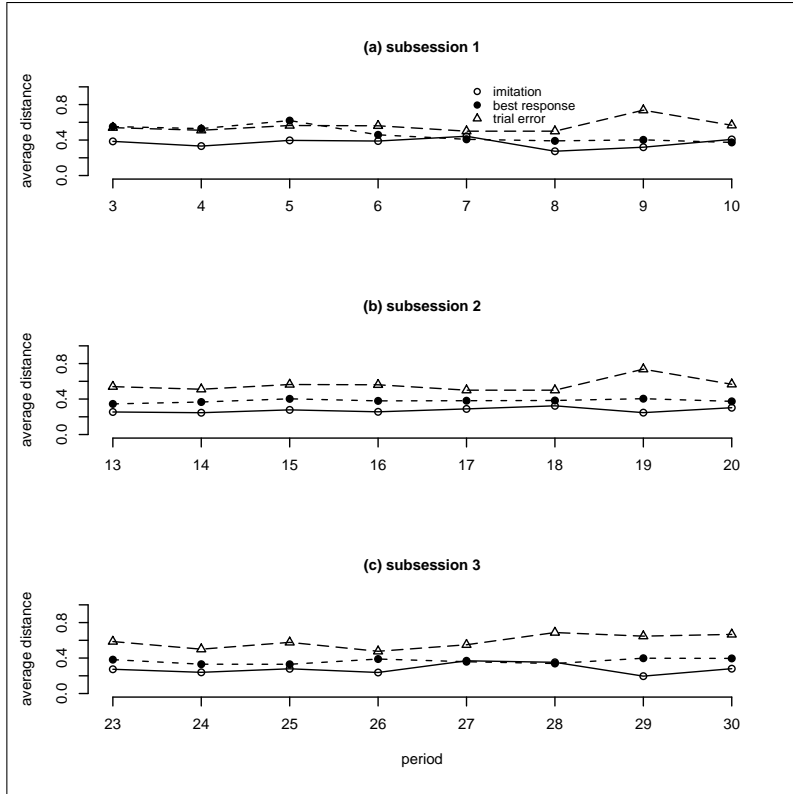 (a) subsession 1
imitation
best response
trial error
average distance
0.0 0.4 0.8
3 4 5 6 7 8 9 10
(b) subsession 2
average distance
0.0 0.4 0.8
13 14 15 16 17 18 19 20
(c) subsession 3
average distance
0.0 0.4 0.8
23 24 25 26 27 28 29 30
period